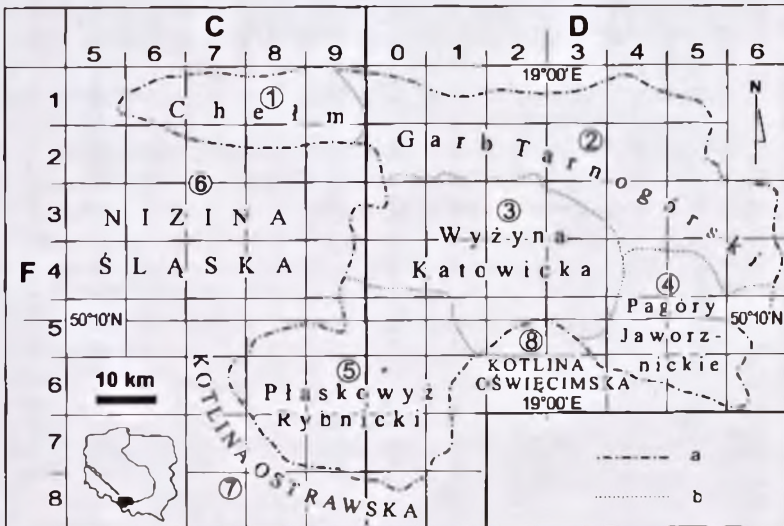 C D
5 6 7 8 9 0 1 2 3 4 5 6
19°00'E
N
1
① Chełm
2
② Garb Tarnogórski
⑥
3
③
NIZINA
Wyżyna
F
4
ŚLĄSKA
Katowicka
④
Pagóry
5
50°10'N
50°10'N
⑧
Jaworz-
nickie
KOTLINA
OŚWIĘCIMSKA
19°00'E
10 km
6
⑤
Płaskowyż
Rybnicki
7
KOTLINA OSTRAWSKA
⑦
8
a
b